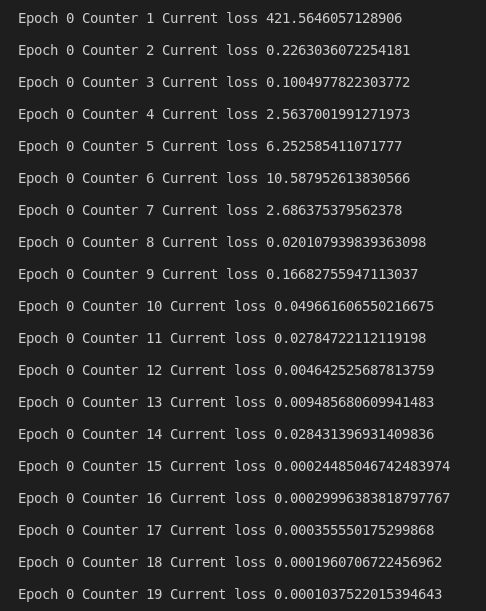 Epoch 0 Counter 1 Current loss 421.5646057128906
Epoch 0 Counter 2 Current loss 0.2263036072254181
Epoch 0 Counter 3 Current loss 0.1004977822303772
Epoch 0 Counter 4 Current loss 2.5637001991271973
Epoch 0 Counter 5 Current loss 6.252585411071777
Epoch 0 Counter 6 Current loss 10.587952613830566
Epoch 0 Counter 7 Current loss 2.686375379562378
Epoch 0 Counter 8 Current loss 0.020107939839363098
Epoch 0 Counter 9 Current loss 0.16682755947113037
Epoch 0 Counter 10 Current loss 0.049661606550216675
Epoch 0 Counter 11 Current loss 0.02784722112119198
Epoch 0 Counter 12 Current loss 0.004642525687813759
Epoch 0 Counter 13 Current loss 0.009485680609941483
Epoch 0 Counter 14 Current loss 0.028431396931409836
Epoch 0 Counter 15 Current loss 0.00024485046742483974
Epoch 0 Counter 16 Current loss 0.00029996383818797767
Epoch 0 Counter 17 Current loss 0.000355550175299868
Epoch 0 Counter 18 Current loss 0.0001960706722456962
Epoch 0 Counter 19 Current loss 0.0001037522015394643